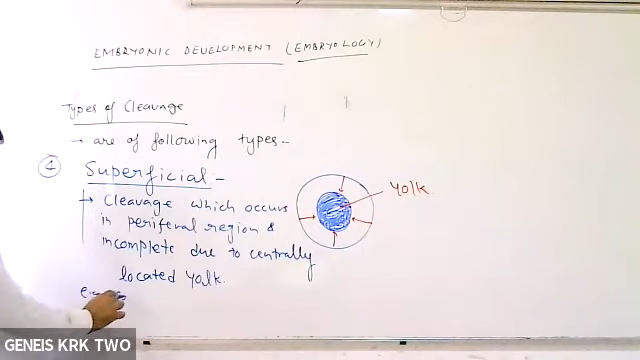 EMBRYONIC DEVELOPMENT (EMBRYOLOGY)
Types of Cleavage
→ are of following types-
④ Superficial -
→ Cleavage which occurs
in periferal region &
incomplete due to centrally
located yolk.
Yolk
GENEIS KRK TWO